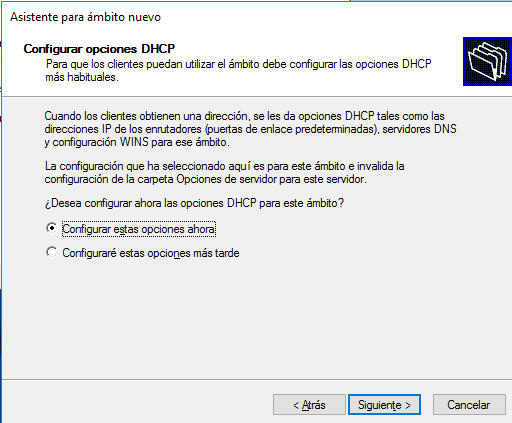 Asistente para ámbito nuevo
Configurar opciones DHCP
Para que los clientes puedan utilizar el ámbito debe configurar las opciones DHCP
más habituales.
Cuando los clientes obtienen una dirección, se les da opciones DHCP tales como las
direcciones IP de los enrutadores (puertas de enlace predeterminadas), servidores DNS
y configuración WINS para ese ámbito.
La configuración que ha seleccionado aquí es para este ámbito e invalida la
configuración de la carpeta Opciones de servidor para este servidor.
¿Desea configurar ahora las opciones DHCP para este ámbito?
Configurar estas opciones ahora
Configuraré estas opciones más tarde
< Atrás Siguiente > Cancelar